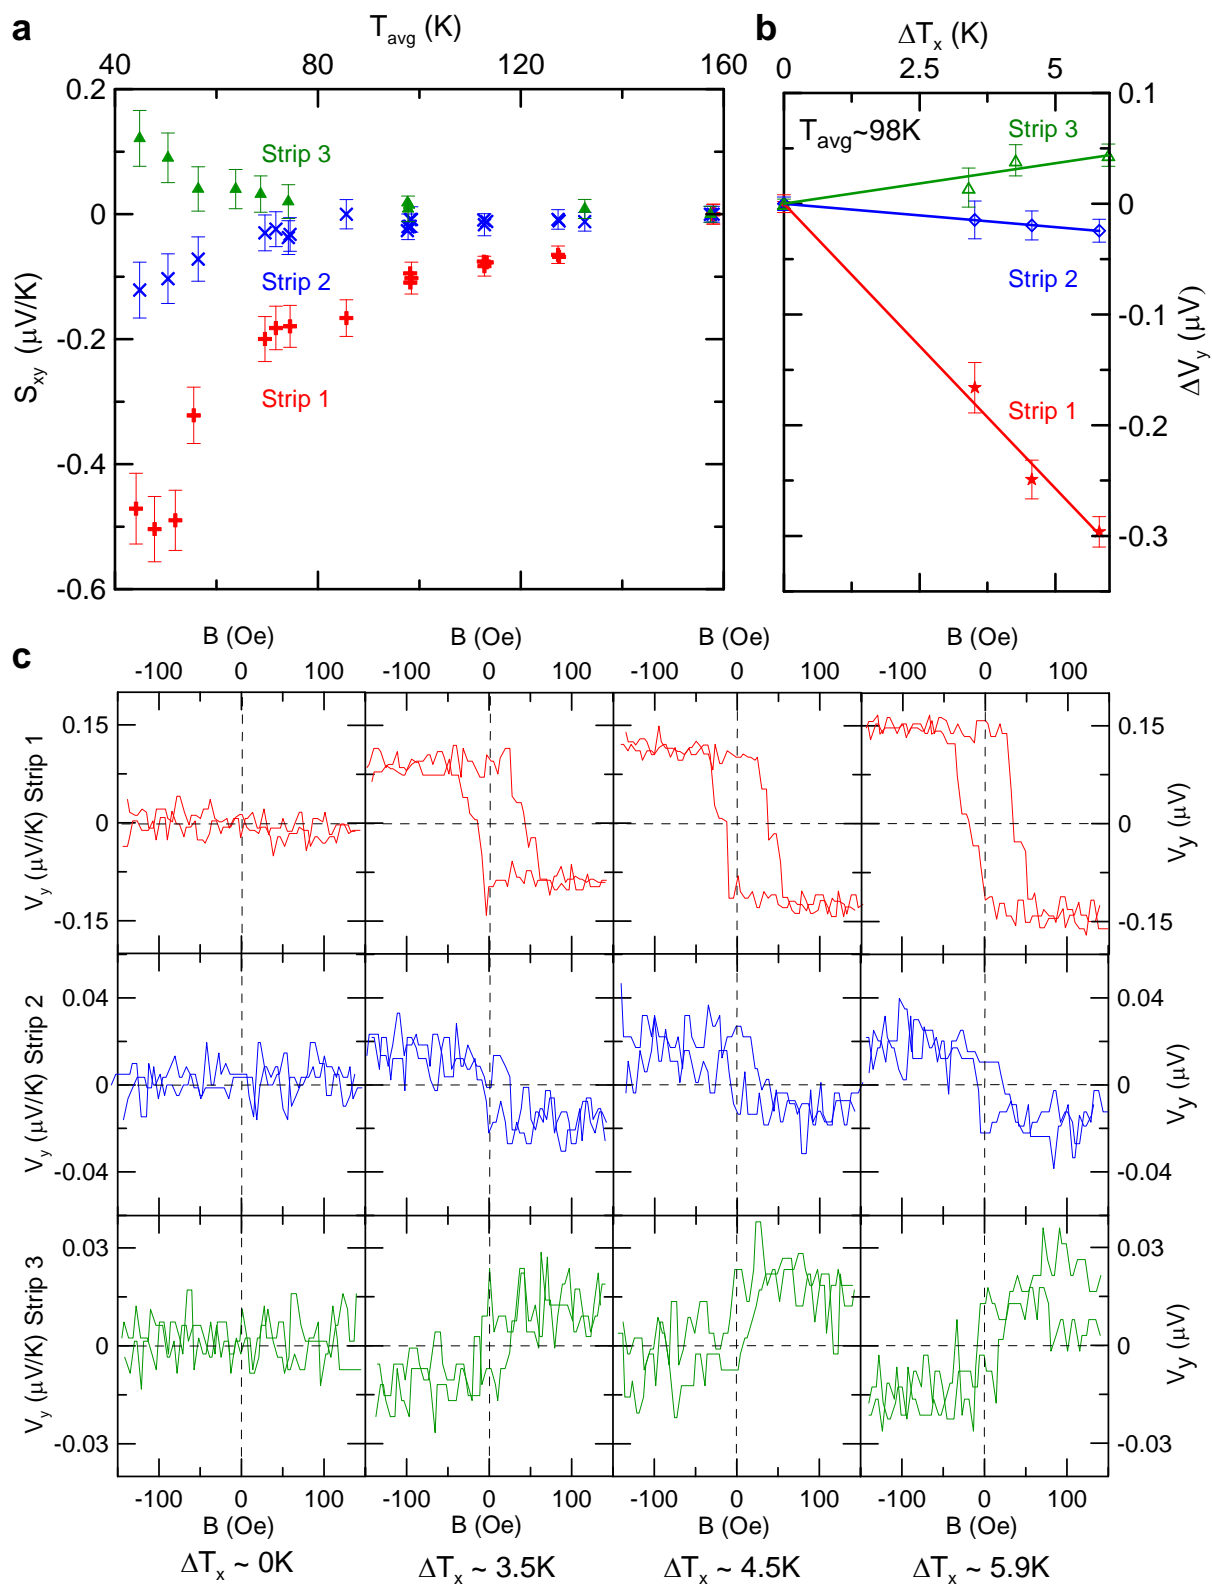 a
T_avg (K)
40 80 120 160
0.2
0
-0.2
-0.4
-0.6
S_xy (μV/K)
Strip 3
Strip 2
Strip 1
b
ΔT_x (K)
0 2.5 5
T_avg~98K
Strip 3
Strip 2
Strip 1
0.1
0
-0.1
-0.2
-0.3
ΔV_y (μV)
c
B (Oe) B (Oe) B (Oe) B (Oe)
-100 0 100 -100 0 100 -100 0 100 -100 0 100
V_y (μV/K) Strip 1
0.15
0
-0.15
0.15
0
-0.15
V_y (μV)
V_y (μV/K) Strip 2
0.04
0
-0.04
0.04
0
-0.04
V_y (μV)
V_y (μV/K) Strip 3
0.03
0
-0.03
0.03
0
-0.03
V_y (μV)
-100 0 100 -100 0 100 -100 0 100 -100 0 100
B (Oe) B (Oe) B (Oe) B (Oe)
ΔT_x ~ 0K ΔT_x ~ 3.5K ΔT_x ~ 4.5K ΔT_x ~ 5.9K